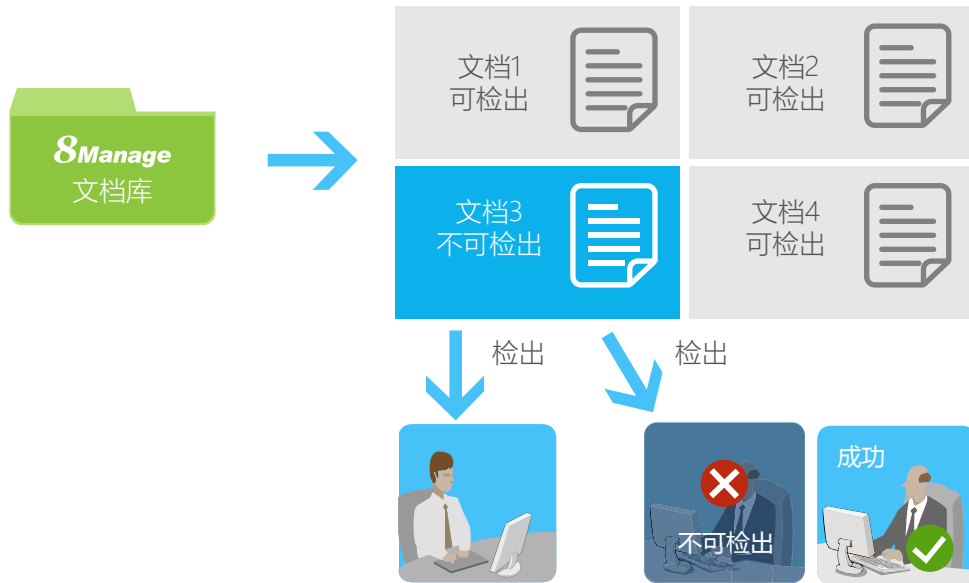 8Manage
文档库
文档1
可检出
文档2
可检出
文档3
不可检出
文档4
可检出
检出
检出
不可检出
成功